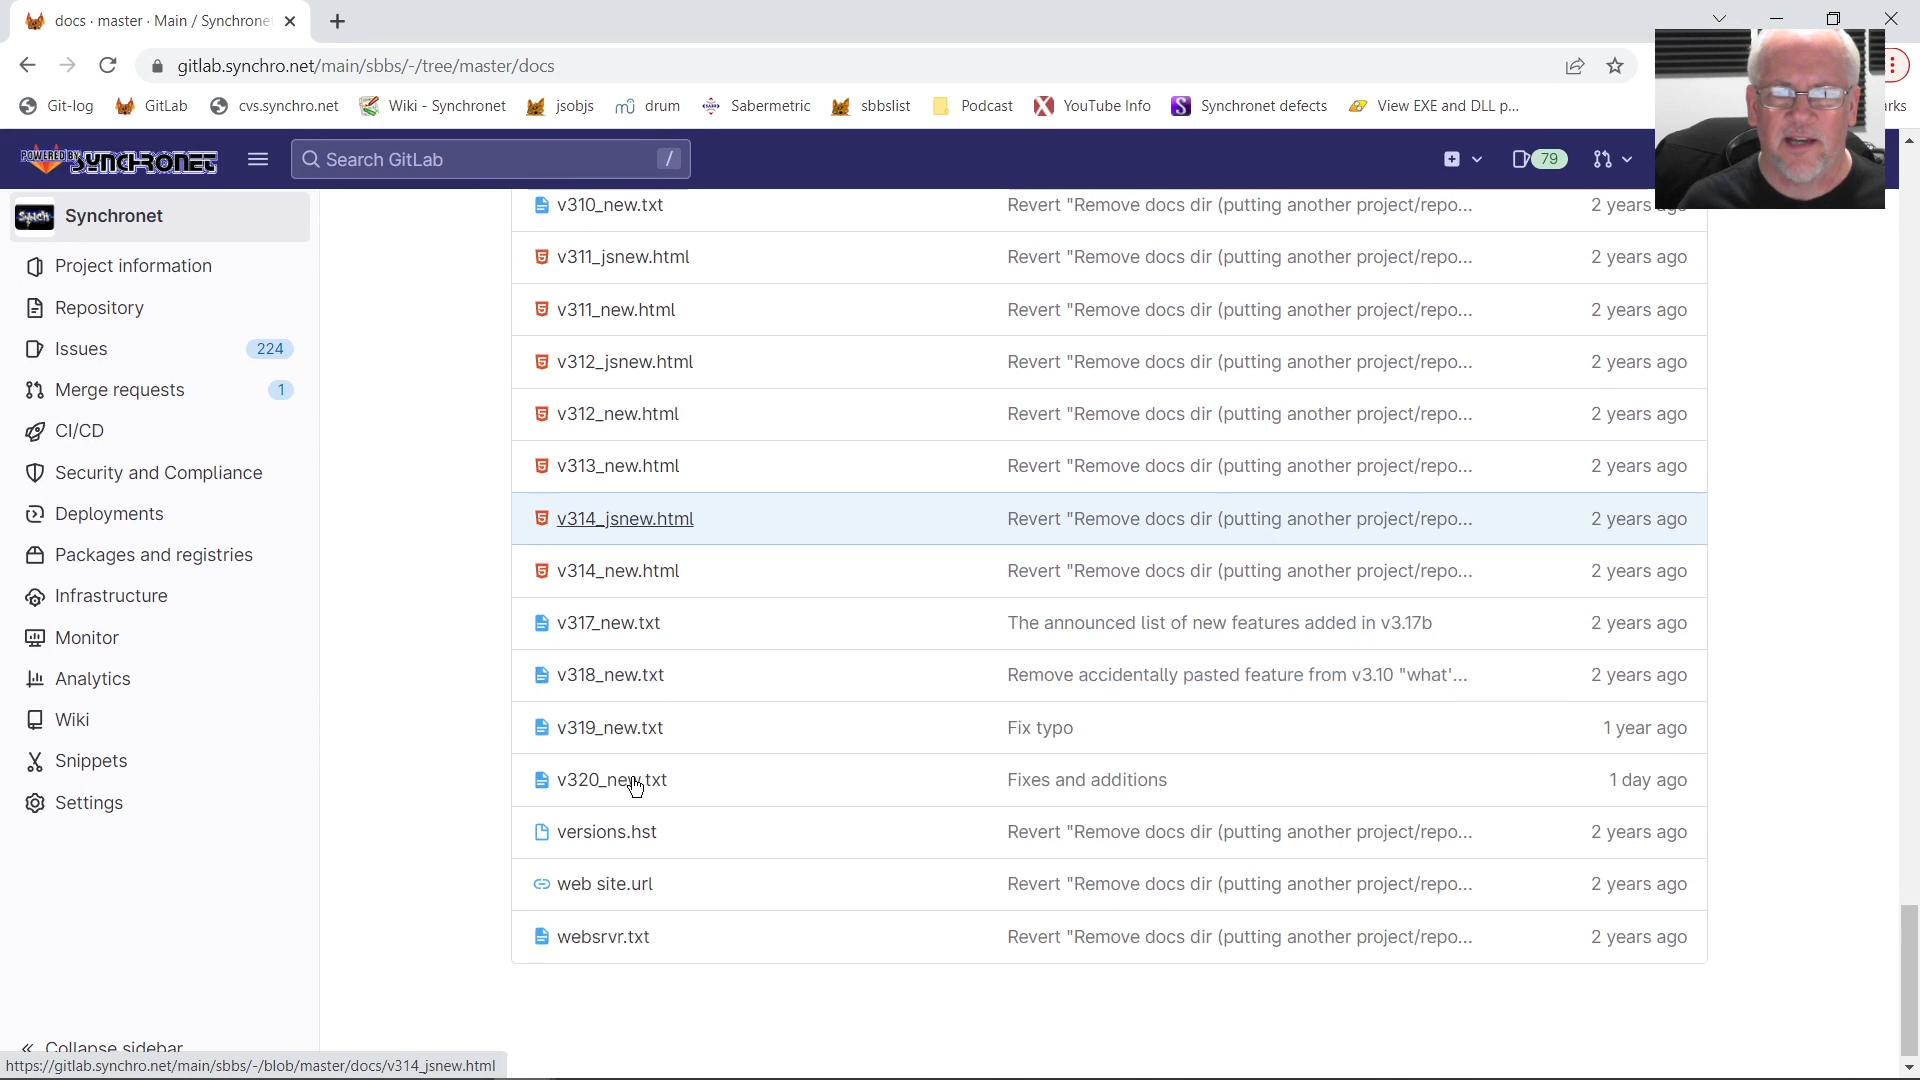 docs · master · Main / Synchrone
gitlab.synchro.net/main/sbbs/-/tree/master/docs
Git-log GitLab cvs.synchro.net Wiki - Synchronet jsobjs drum Sabermetric sbbslist Podcast YouTube Info Synchronet defects View EXE and DLL p... arks
POWERED BY SYNCHRONET Search GitLab / 79
Synchronet
Project information
Repository
Issues 224
Merge requests 1
CI/CD
Security and Compliance
Deployments
Packages and registries
Infrastructure
Monitor
Analytics
Wiki
Snippets
Settings
« Collapse sidebar
v310_new.txt Revert "Remove docs dir (putting another project/repo... 2 years ago
v311_jsnew.html Revert "Remove docs dir (putting another project/repo... 2 years ago
v311_new.html Revert "Remove docs dir (putting another project/repo... 2 years ago
v312_jsnew.html Revert "Remove docs dir (putting another project/repo... 2 years ago
v312_new.html Revert "Remove docs dir (putting another project/repo... 2 years ago
v313_new.html Revert "Remove docs dir (putting another project/repo... 2 years ago
v314_jsnew.html Revert "Remove docs dir (putting another project/repo... 2 years ago
v314_new.html Revert "Remove docs dir (putting another project/repo... 2 years ago
v317_new.txt The announced list of new features added in v3.17b 2 years ago
v318_new.txt Remove accidentally pasted feature from v3.10 "what'... 2 years ago
v319_new.txt Fix typo 1 year ago
v320_new.txt Fixes and additions 1 day ago
versions.hst Revert "Remove docs dir (putting another project/repo... 2 years ago
web site.url Revert "Remove docs dir (putting another project/repo... 2 years ago
websrvr.txt Revert "Remove docs dir (putting another project/repo... 2 years ago
https://gitlab.synchro.net/main/sbbs/-/blob/master/docs/v314_jsnew.html